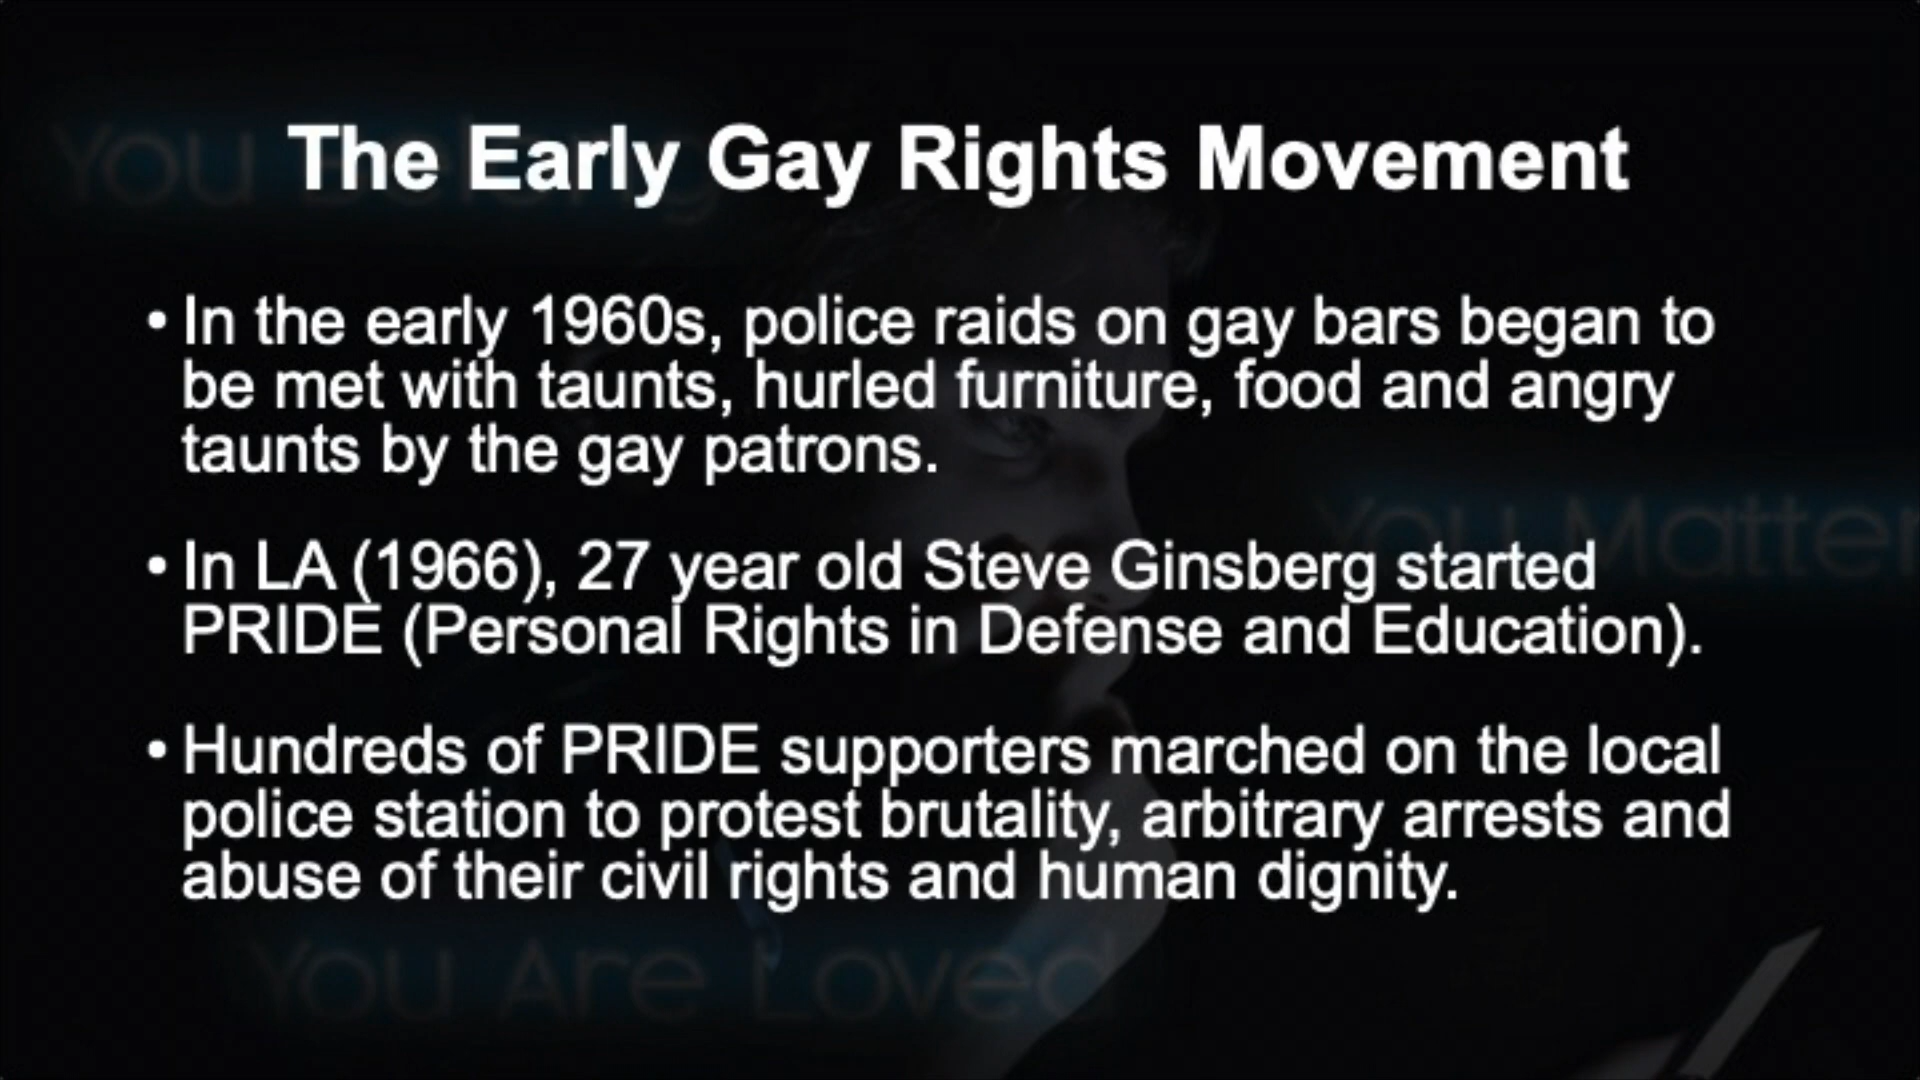 The Early Gay Rights Movement
• In the early 1960s, police raids on gay bars began to
be met with taunts, hurled furniture, food and angry
taunts by the gay patrons.
• In LA (1966), 27 year old Steve Ginsberg started
PRIDE (Personal Rights in Defense and Education).
• Hundreds of PRIDE supporters marched on the local
police station to protest brutality, arbitrary arrests and
abuse of their civil rights and human dignity.
You Belong
You Matter
You Are Loved